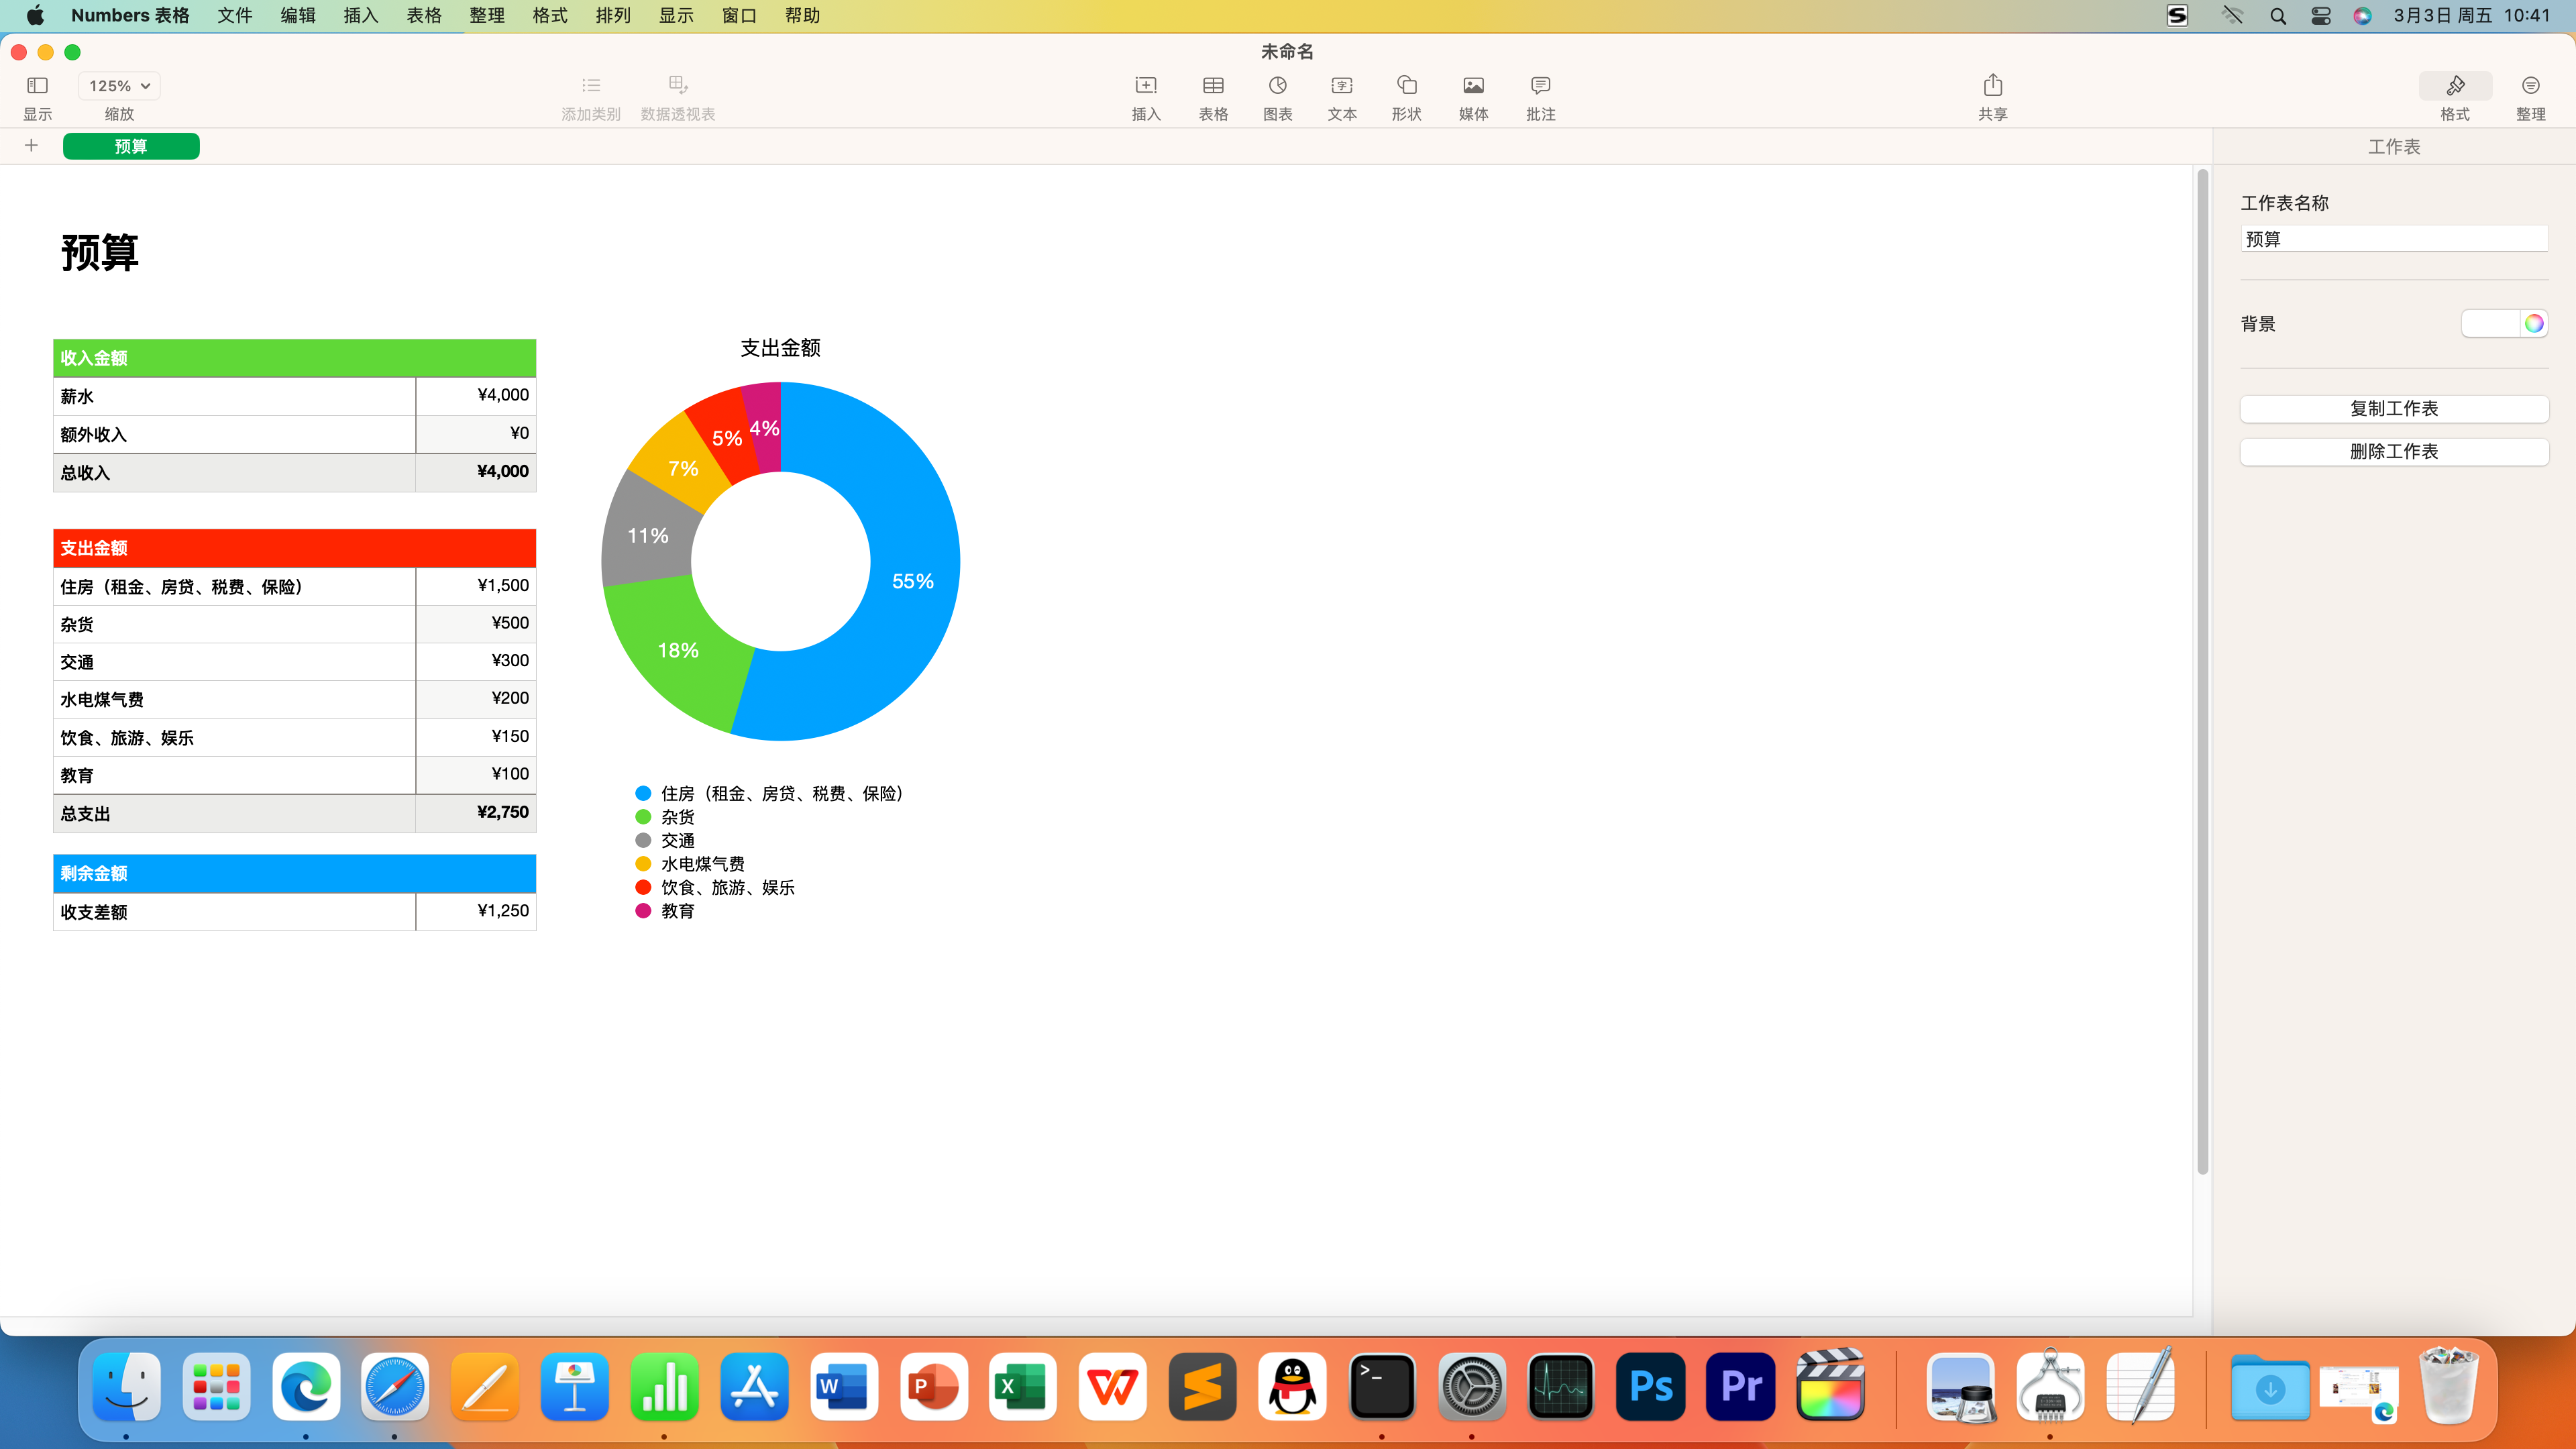 Numbers 表格 文件 编辑 插入 表格 整理 格式 排列 显示 窗口 帮助 3月3日 周五 10:41
未命名
125%
显示 缩放 添加类别 数据透视表 插入 表格 图表 文本 形状 媒体 批注 共享 格式 整理
预算 工作表
工作表名称
预算
背景
复制工作表
删除工作表
预算
收入金额
薪水 ¥4,000
额外收入 ¥0
总收入 ¥4,000
支出金额
住房（租金、房贷、税费、保险） ¥1,500
杂货 ¥500
交通 ¥300
水电煤气费 ¥200
饮食、旅游、娱乐 ¥150
教育 ¥100
总支出 ¥2,750
剩余金额
收支差额 ¥1,250
支出金额
4%
5%
7%
11%
55%
18%
住房（租金、房贷、税费、保险）
杂货
交通
水电煤气费
饮食、旅游、娱乐
教育
W P X >_ Ps Pr